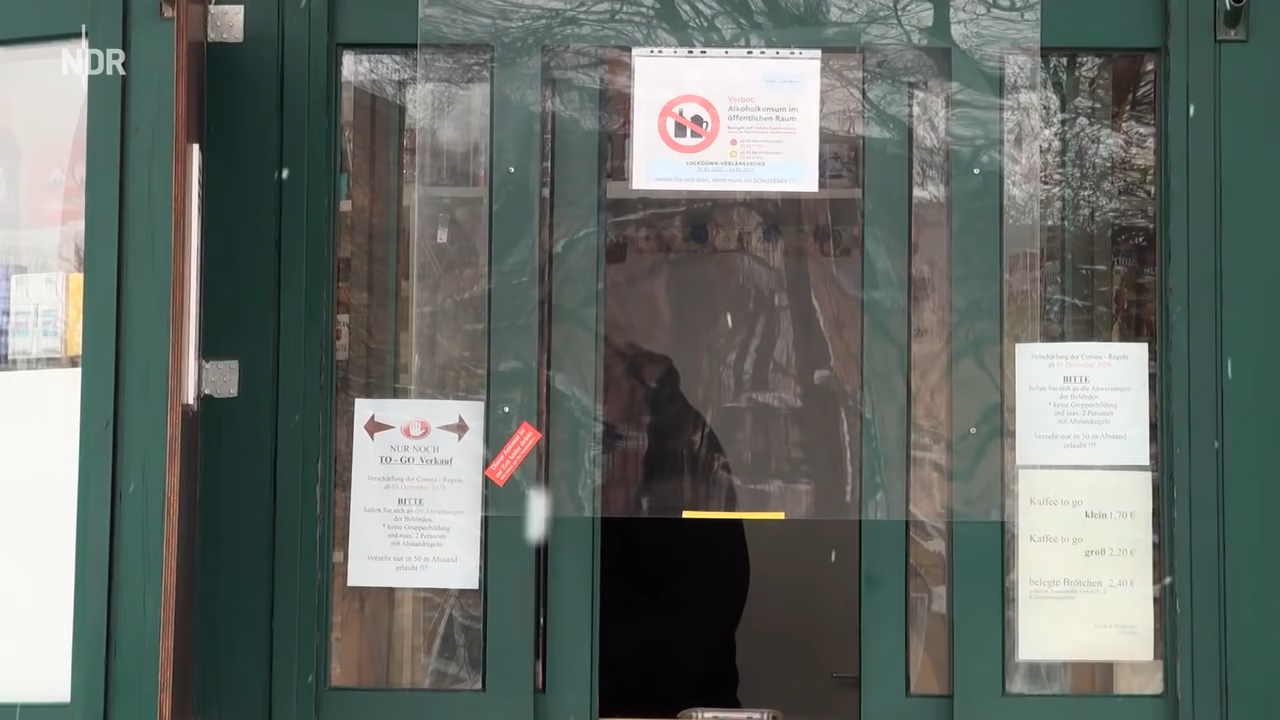 NDR
Verbot:
Alkoholkonsum im
öffentlichen Raum
LOCKDOWN-VERLÄNGERUNG
NUR NOCH
TO - GO Verkauf
Verschärfung der Corona - Regeln
ab 01 Dezember 2020
BITTE
halten Sie sich an die Anweisungen
der Behörden.
* keine Gruppenbildung
und max. 2 Personen
mit Abstandregeln
Verzehr nur in 50 m Abstand
erlaubt !!!
Verschärfung der Corona - Regeln
ab 01 Dezember 2020
BITTE
halten Sie sich an die Anweisungen
der Behörden.
* keine Gruppenbildung
und max. 2 Personen
mit Abstandregeln
Verzehr nur in 50 m Abstand
erlaubt !!!
Kaffee to go
klein 1,70 €
Kaffee to go
groß 2,20 €
belegte Brötchen 2,40 €